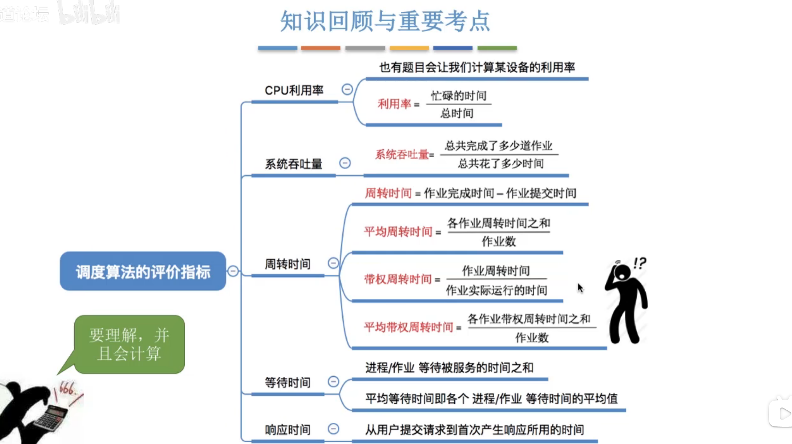 bilibili
知识回顾与重要考点
CPU利用率
也有题目会让我们计算某设备的利用率
利用率 = 忙碌的时间
总时间
系统吞吐量
系统吞吐量= 总共完成了多少道作业
总共花了多少时间
调度算法的评价指标
周转时间
周转时间 = 作业完成时间 – 作业提交时间
平均周转时间 = 各作业周转时间之和
作业数
带权周转时间 = 作业周转时间
作业实际运行的时间
平均带权周转时间 = 各作业带权周转时间之和
作业数
!?
要理解，并
且会计算
666.
等待时间
进程/作业 等待被服务的时间之和
平均等待时间即各个 进程/作业 等待时间的平均值
响应时间
从用户提交请求到首次产生响应所用的时间